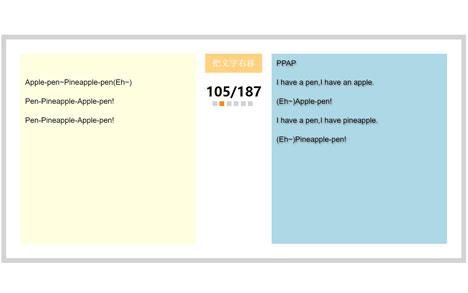 Apple-pen~Pineapple-pen(Eh~)
Pen-Pineapple-Apple-pen!
Pen-Pineapple-Apple-pen!
把文字右移
105/187
PPAP
I have a pen,I have an apple.
(Eh~)Apple-pen!
I have a pen,I have pineapple.
(Eh~)Pineapple-pen!